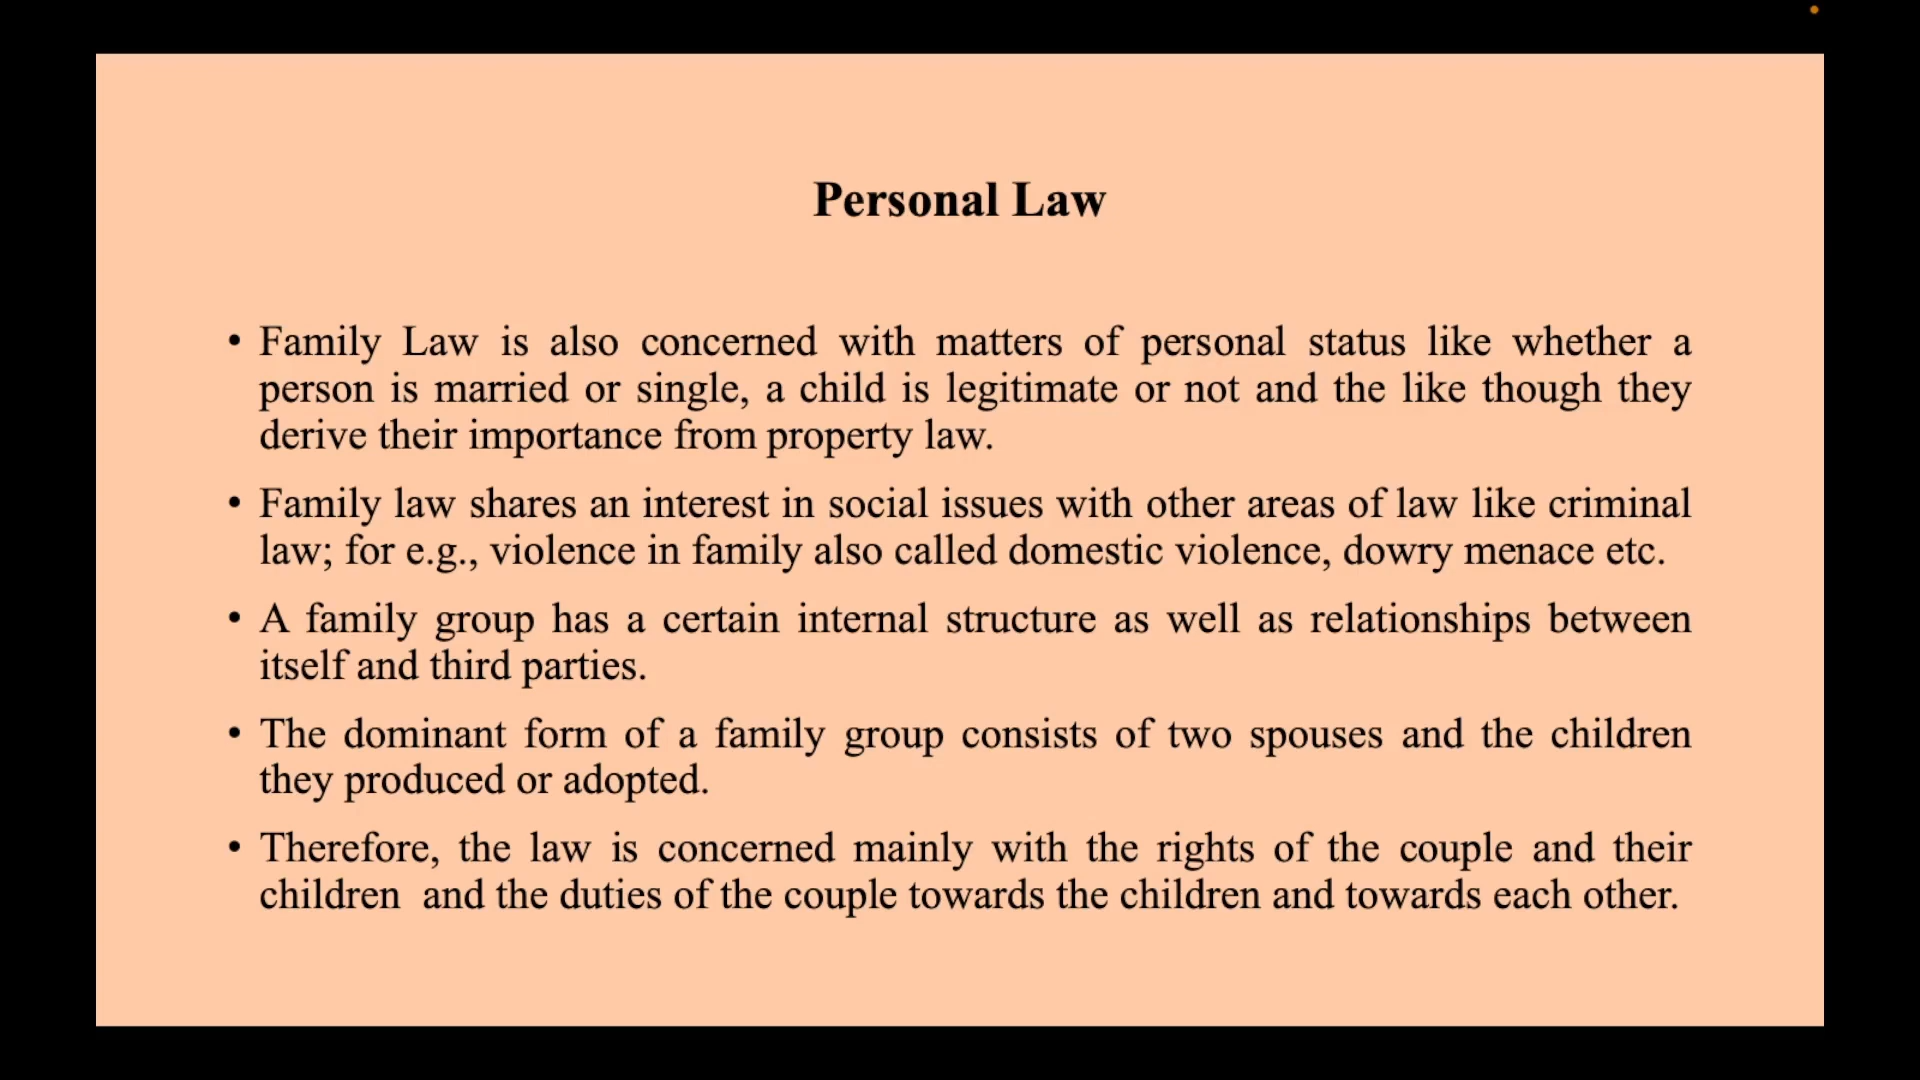 Personal Law
• Family Law is also concerned with matters of personal status like whether a
person is married or single, a child is legitimate or not and the like though they
derive their importance from property law.
• Family law shares an interest in social issues with other areas of law like criminal
law; for e.g., violence in family also called domestic violence, dowry menace etc.
• A family group has a certain internal structure as well as relationships between
itself and third parties.
• The dominant form of a family group consists of two spouses and the children
they produced or adopted.
• Therefore, the law is concerned mainly with the rights of the couple and their
children  and the duties of the couple towards the children and towards each other.